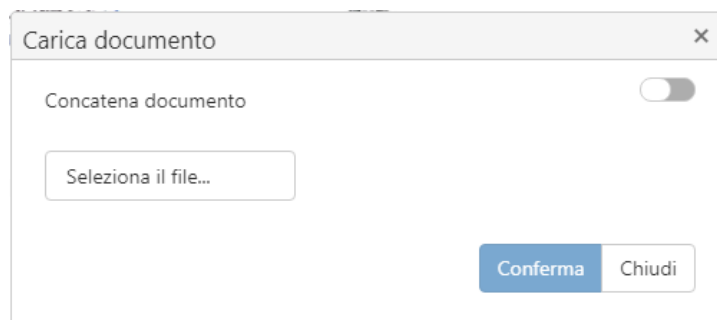 Carica documento
Concatena documento
Seleziona il file...
Conferma
Chiudi